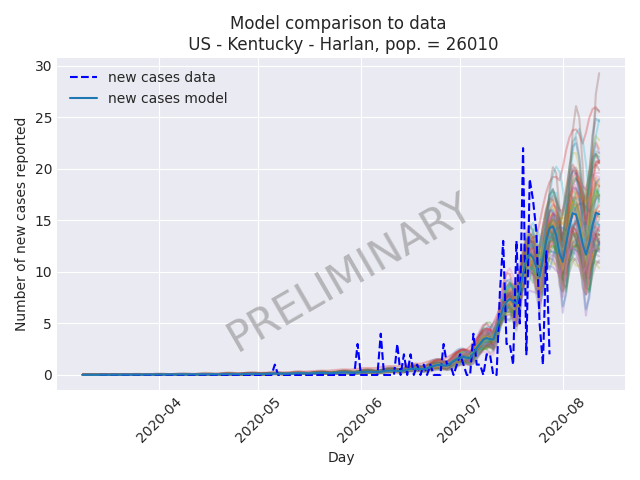 Model comparison to data
US - Kentucky - Harlan, pop. = 26010
new cases data
new cases model
PRELIMINARY
Number of new cases reported
30
25
20
15
10
5
0
2020-04
2020-05
2020-06
2020-07
2020-08
Day